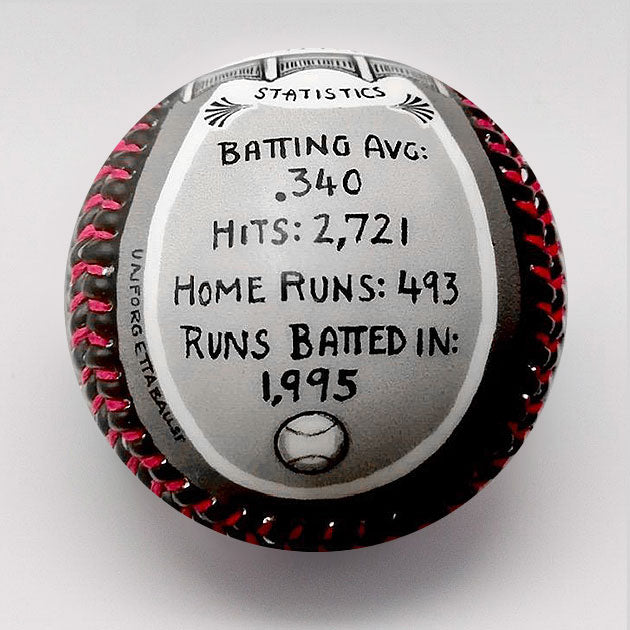 STATISTICS
BATTING AVG:
.340
HITS: 2,721
HOME RUNS: 493
RUNS BATTED IN:
1,995
UNFORGETTABALLS!